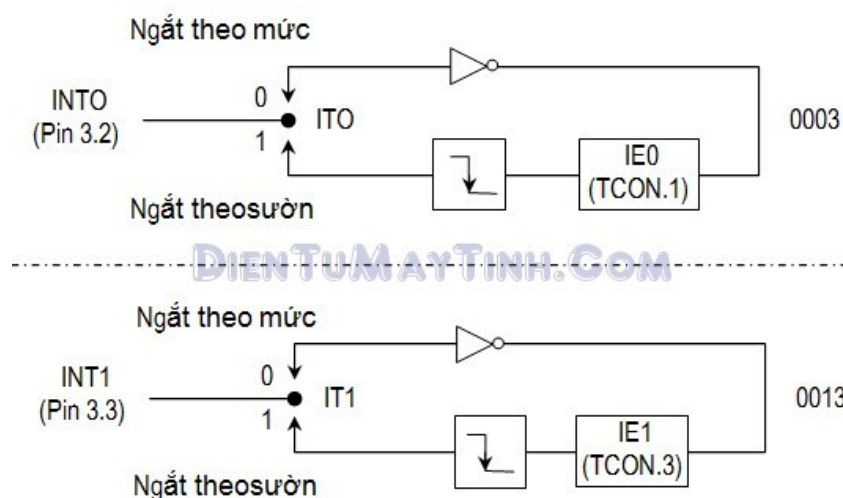 Ngắt theo mức
INTO
(Pin 3.2)
0
1
ITO
IE0
(TCON.1)
0003
Ngắt theosườn
DienTuMayTinh.Com
Ngắt theo mức
INT1
(Pin 3.3)
0
1
IT1
IE1
(TCON.3)
0013
Ngắt theosườn